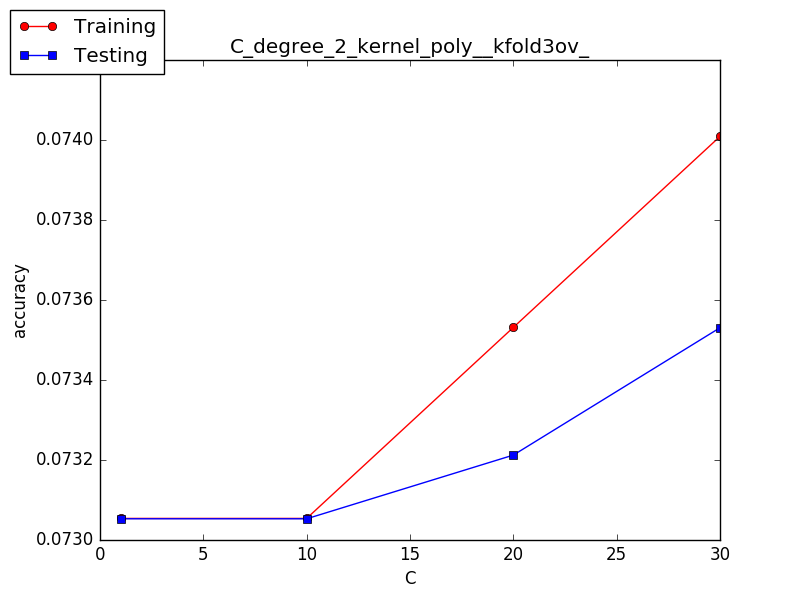 Training
Testing
C_degree_2_kernel_poly__kfold3ov_
0.0740
0.0738
0.0736
0.0734
0.0732
0.0730
accuracy
0 5 10 15 20 25 30
C